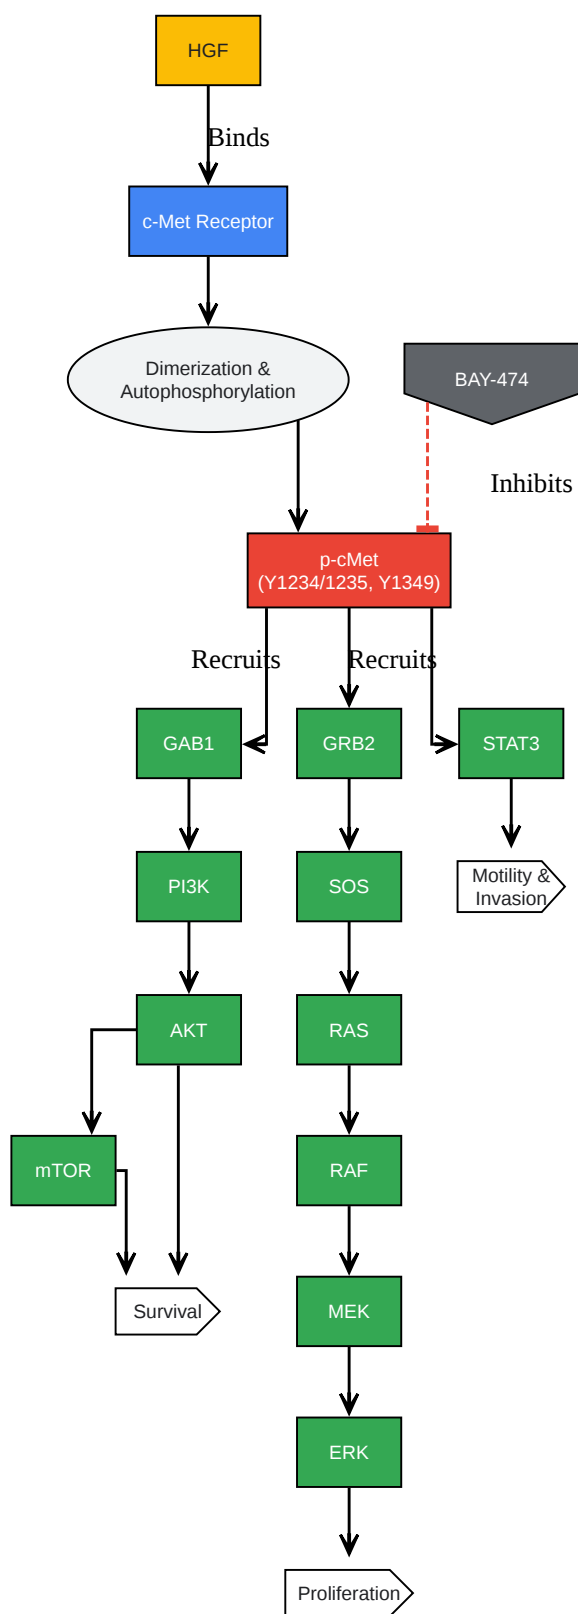 HGF
Binds
c-Met Receptor
Dimerization &
Autophosphorylation
BAY-474
Inhibits
p-cMet
(Y1234/1235, Y1349)
Recruits
Recruits
GAB1
GRB2
STAT3
PI3K
SOS
Motility &
Invasion
AKT
RAS
mTOR
RAF
Survival
MEK
ERK
Proliferation